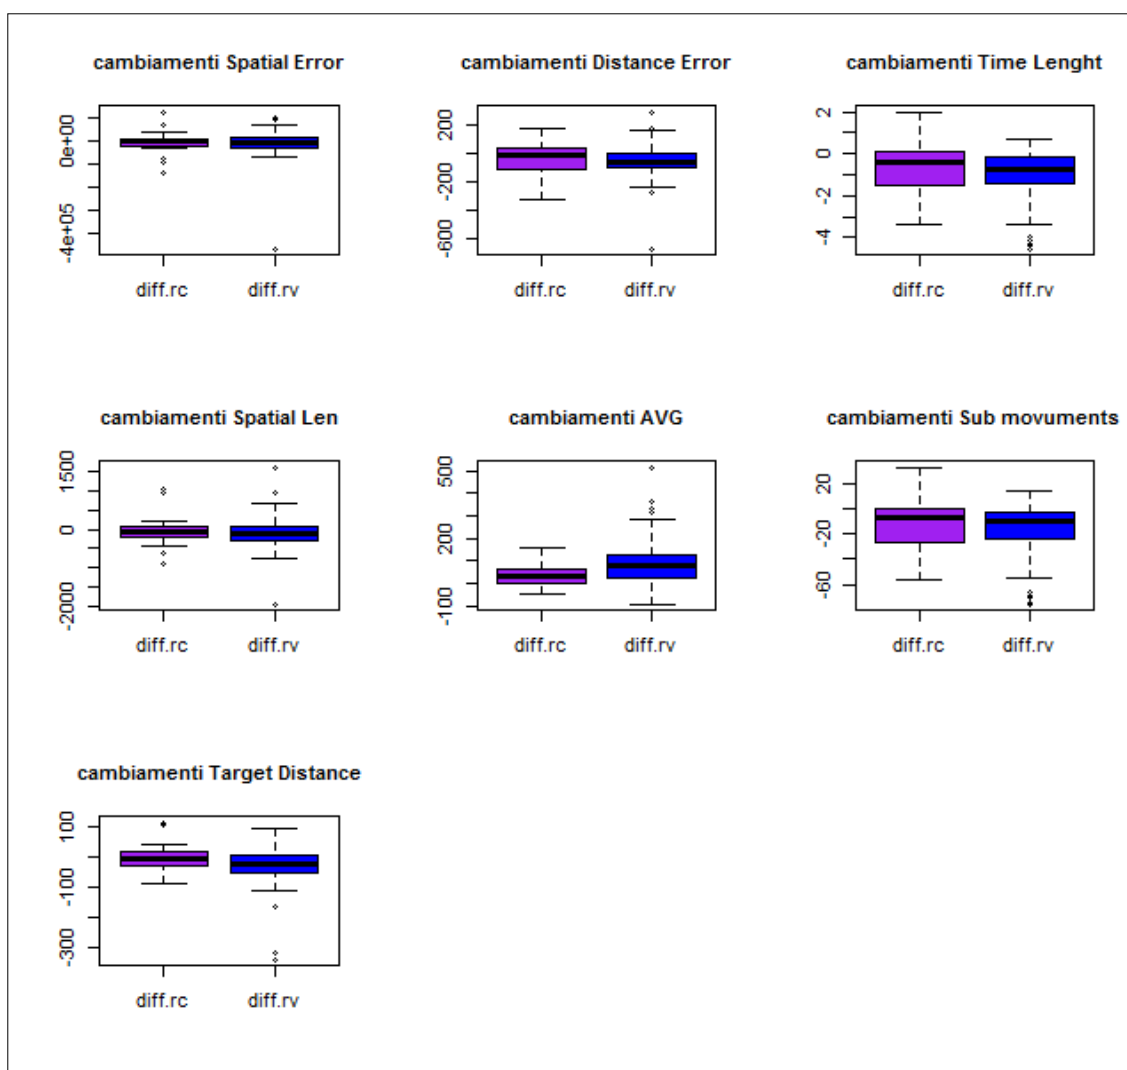 cambiamenti Spatial Error
0e+00
-4e+05
diff.rc
diff.rv
cambiamenti Distance Error
200
-200
-600
diff.rc
diff.rv
cambiamenti Time Lenght
2
0
-2
-4
diff.rc
diff.rv
cambiamenti Spatial Len
1500
0
-2000
diff.rc
diff.rv
cambiamenti AVG
500
200
-100
diff.rc
diff.rv
cambiamenti Sub movuments
20
-20
-60
diff.rc
diff.rv
cambiamenti Target Distance
100
-100
-300
diff.rc
diff.rv